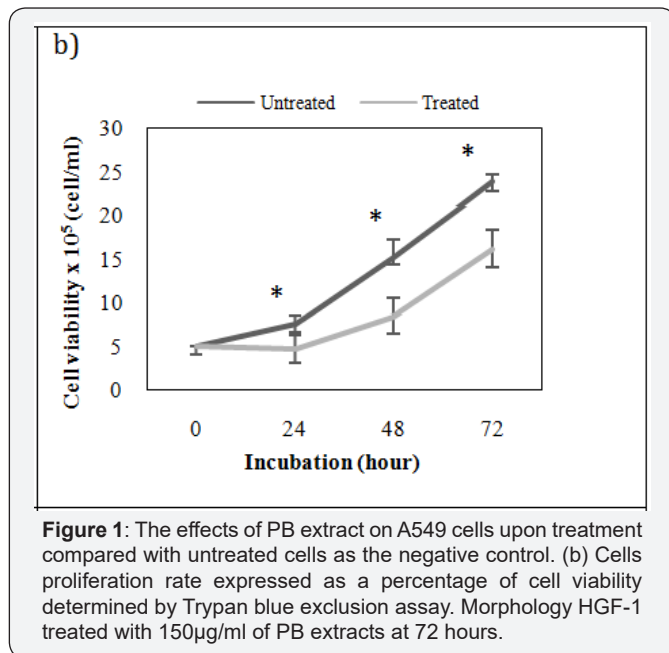 b)
Untreated Treated
30
25
20
15
10
5
0
Cell viability x 10⁵ (cell/ml)
* * *
0 24 48 72
Incubation (hour)
Figure 1: The effects of PB extract on A549 cells upon treatment
compared with untreated cells as the negative control. (b) Cells
proliferation rate expressed as a percentage of cell viability
determined by Trypan blue exclusion assay. Morphology HGF-1
treated with 150µg/ml of PB extracts at 72 hours.